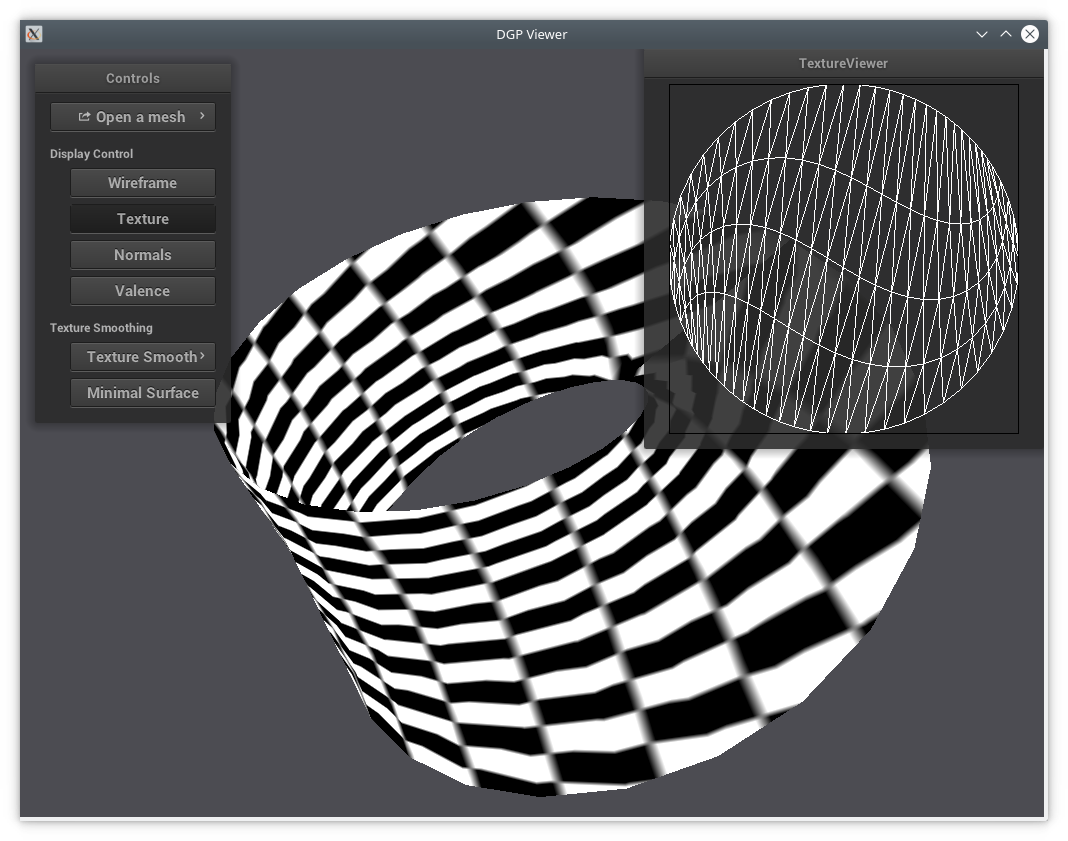 DGP Viewer
Controls
Open a mesh
Display Control
Wireframe
Texture
Normals
Valence
Texture Smoothing
Texture Smooth
Minimal Surface
TextureViewer